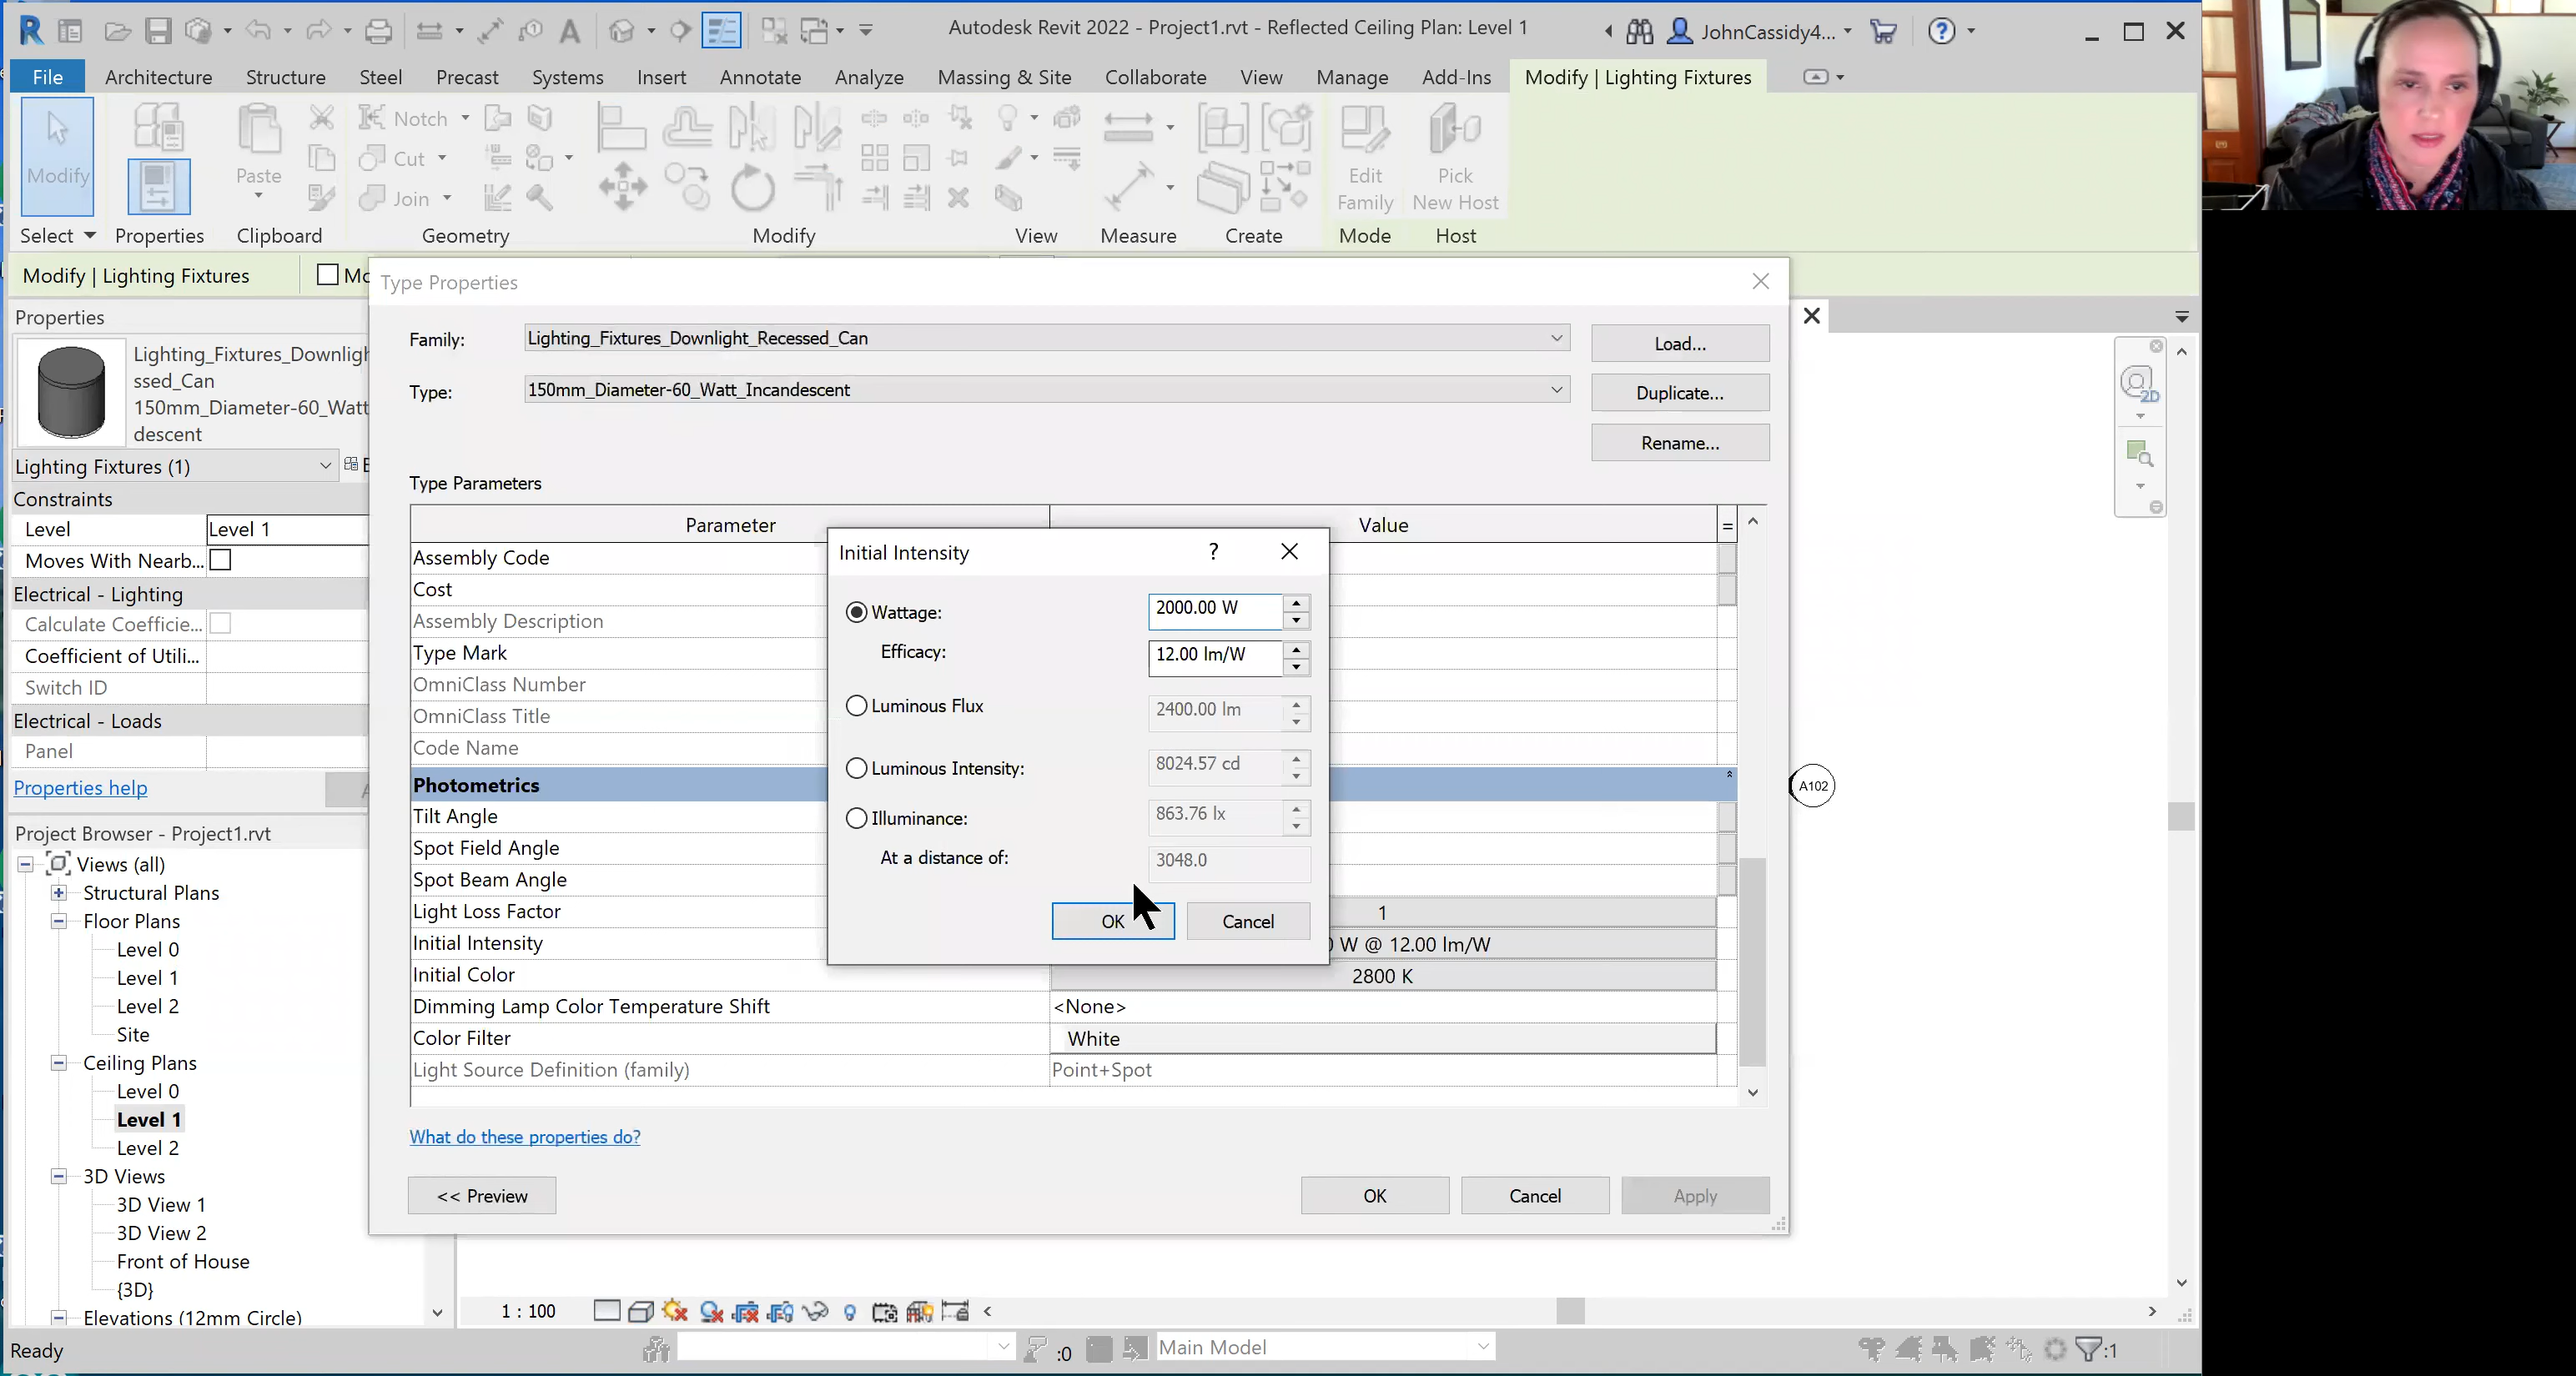 Autodesk Revit 2022 - Project1.rvt - Reflected Ceiling Plan: Level 1
JohnCassidy4...
File Architecture Structure Steel Precast Systems Insert Annotate Analyze Massing & Site Collaborate View Manage Add-Ins Modify | Lighting Fixtures
Modify
Paste
Notch
Cut
Join
Edit Family
Pick New Host
Select Properties Clipboard Geometry Modify View Measure Create Mode Host
Modify | Lighting Fixtures
Properties
Lighting_Fixtures_Downligh
ssed_Can
150mm_Diameter-60_Watt
descent
Lighting Fixtures (1)
Constraints
Level Level 1
Moves With Nearb...
Electrical - Lighting
Calculate Coefficie...
Coefficient of Utili...
Switch ID
Electrical - Loads
Panel
Properties help
Project Browser - Project1.rvt
Views (all)
Structural Plans
Floor Plans
Level 0
Level 1
Level 2
Site
Ceiling Plans
Level 0
Level 1
Level 2
3D Views
3D View 1
3D View 2
Front of House
{3D}
Elevations (12mm Circle)
Type Properties
Family: Lighting_Fixtures_Downlight_Recessed_Can Load...
Type: 150mm_Diameter-60_Watt_Incandescent Duplicate...
Rename...
Type Parameters
Parameter Value =
Assembly Code
Cost
Assembly Description
Type Mark
OmniClass Number
OmniClass Title
Code Name
Photometrics
Tilt Angle
Spot Field Angle
Spot Beam Angle
Light Loss Factor 1
Initial Intensity W @ 12.00 lm/W
Initial Color 2800 K
Dimming Lamp Color Temperature Shift <None>
Color Filter White
Light Source Definition (family) Point+Spot
What do these properties do?
<< Preview OK Cancel Apply
Initial Intensity ?
Wattage: 2000.00 W
Efficacy: 12.00 lm/W
Luminous Flux 2400.00 lm
Luminous Intensity: 8024.57 cd
Illuminance: 863.76 lx
At a distance of: 3048.0
OK Cancel
2D
A102
1 : 100
Ready
:0
Main Model
:1